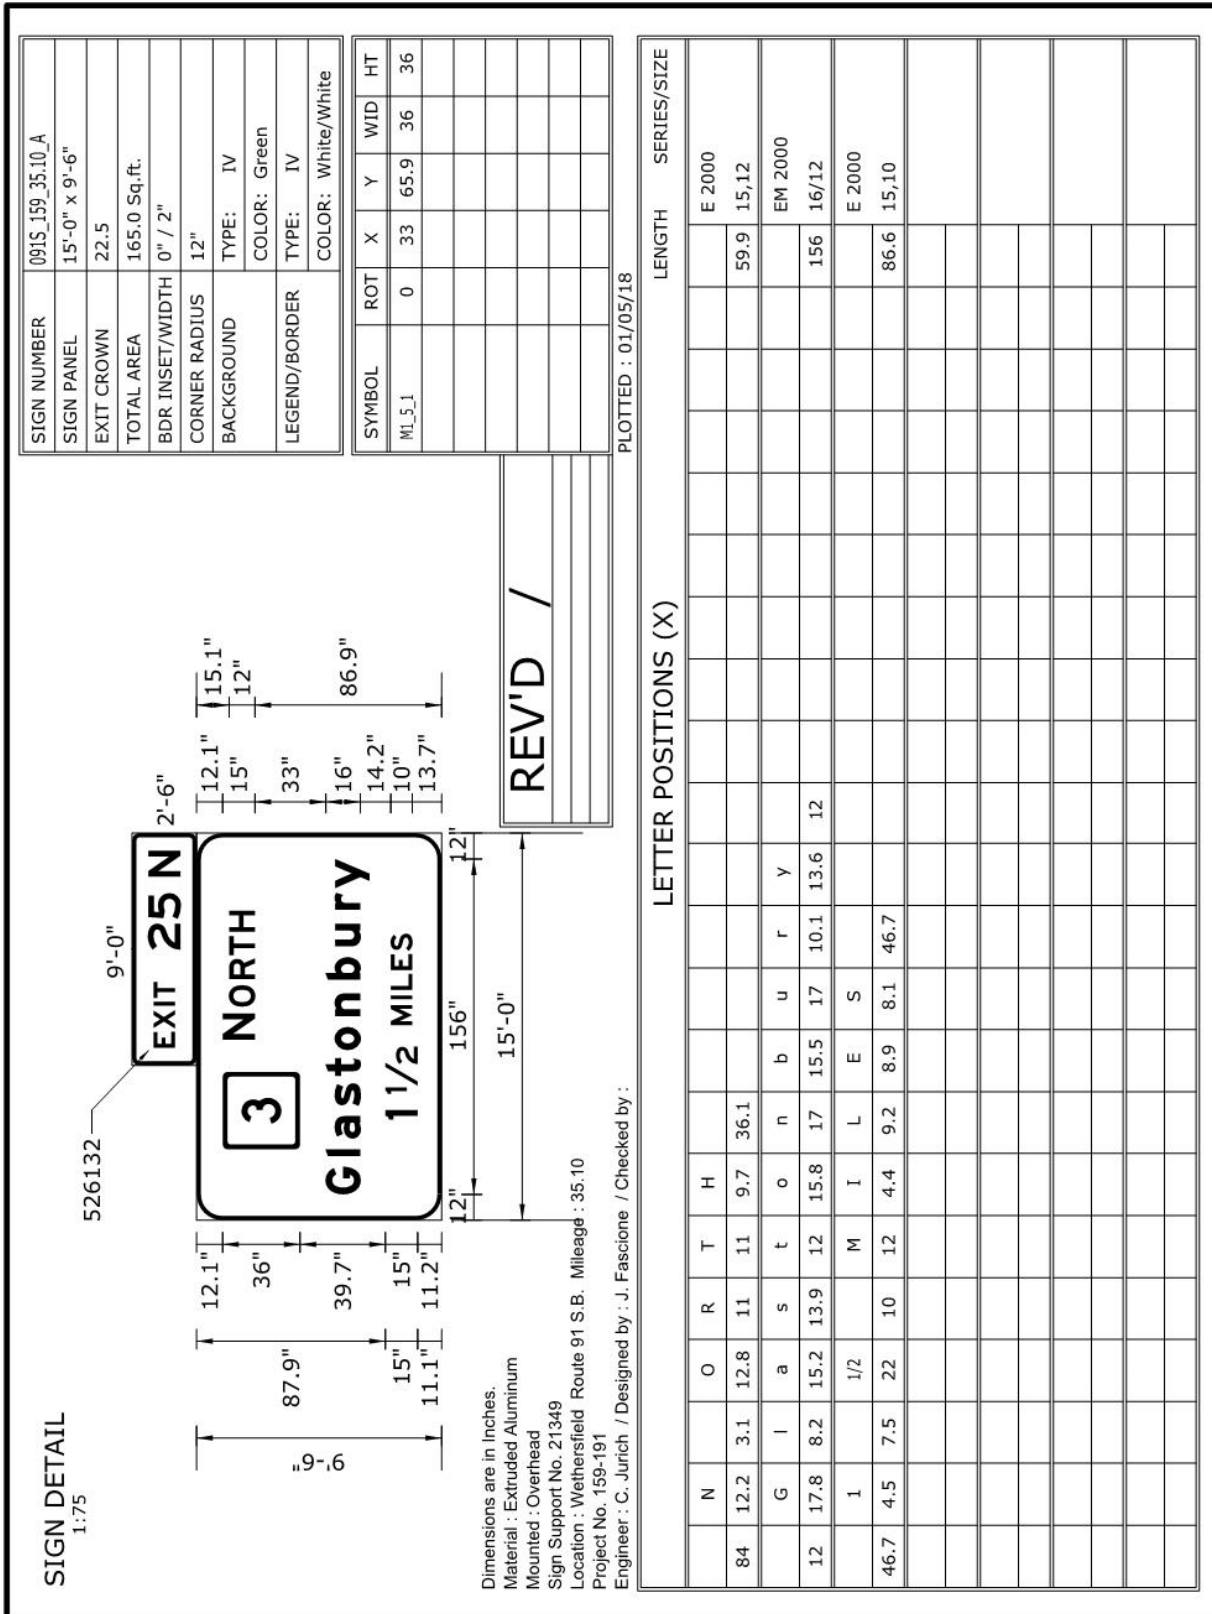 SIGN DETAIL
1:75
526132
9'-0"
2'-6"
EXIT 25 N
3 NORTH
Glastonbury
1 1/2 MILES
9'-6"
87.9"
15"
11.1"
12.1"
36"
39.7"
15"
11.2"
12.1"
15"
33"
16"
14.2"
10"
13.7"
15.1"
12"
86.9"
12" 156" 12"
15'-0"
SIGN NUMBER 091S_159_35.10_A
SIGN PANEL 15'-0" x 9'-6"
EXIT CROWN 22.5
TOTAL AREA 165.0 Sq.ft.
BDR INSET/WIDTH 0" / 2"
CORNER RADIUS 12"
BACKGROUND TYPE: IV
COLOR: Green
LEGEND/BORDER TYPE: IV
COLOR: White/White
SYMBOL ROT X Y WID HT
M1_5_1 0 33 65.9 36 36
Dimensions are in Inches.
Material : Extruded Aluminum
Mounted : Overhead
Sign Support No. 21349
Location : Wethersfield Route 91 S.B. Mileage : 35.10
Project No. 159-191
Engineer : C. Jurich / Designed by : J. Fascione / Checked by :
REV'D /
PLOTTED : 01/05/18
LETTER POSITIONS (X) LENGTH SERIES/SIZE
N O R T H E 2000
84 12.2 3.1 12.8 11 11 9.7 36.1 59.9 15,12
G l a s t o n b u r y EM 2000
12 17.8 8.2 15.2 13.9 12 15.8 17 15.5 17 10.1 13.6 12 156 16/12
1 1/2 M I L E S E 2000
46.7 4.5 7.5 22 10 12 4.4 9.2 8.9 8.1 46.7 86.6 15,10